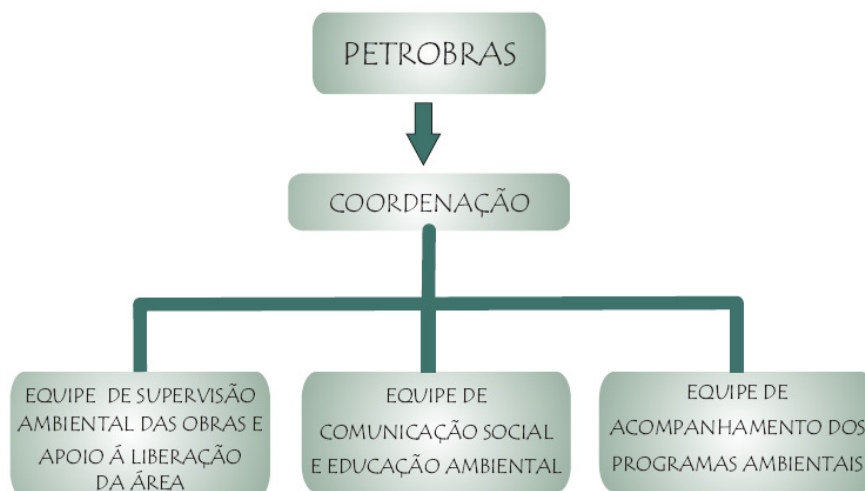 PETROBRAS
COORDENAÇÃO
EQUIPE DE SUPERVISÃO
AMBIENTAL DAS OBRAS E
APOIO Á LIBERAÇÃO
DA ÁREA
EQUIPE DE
COMUNICAÇÃO SOCIAL
E EDUCAÇÃO AMBIENTAL
EQUIPE DE
ACOMPANHAMENTO DOS
PROGRAMAS AMBIENTAIS